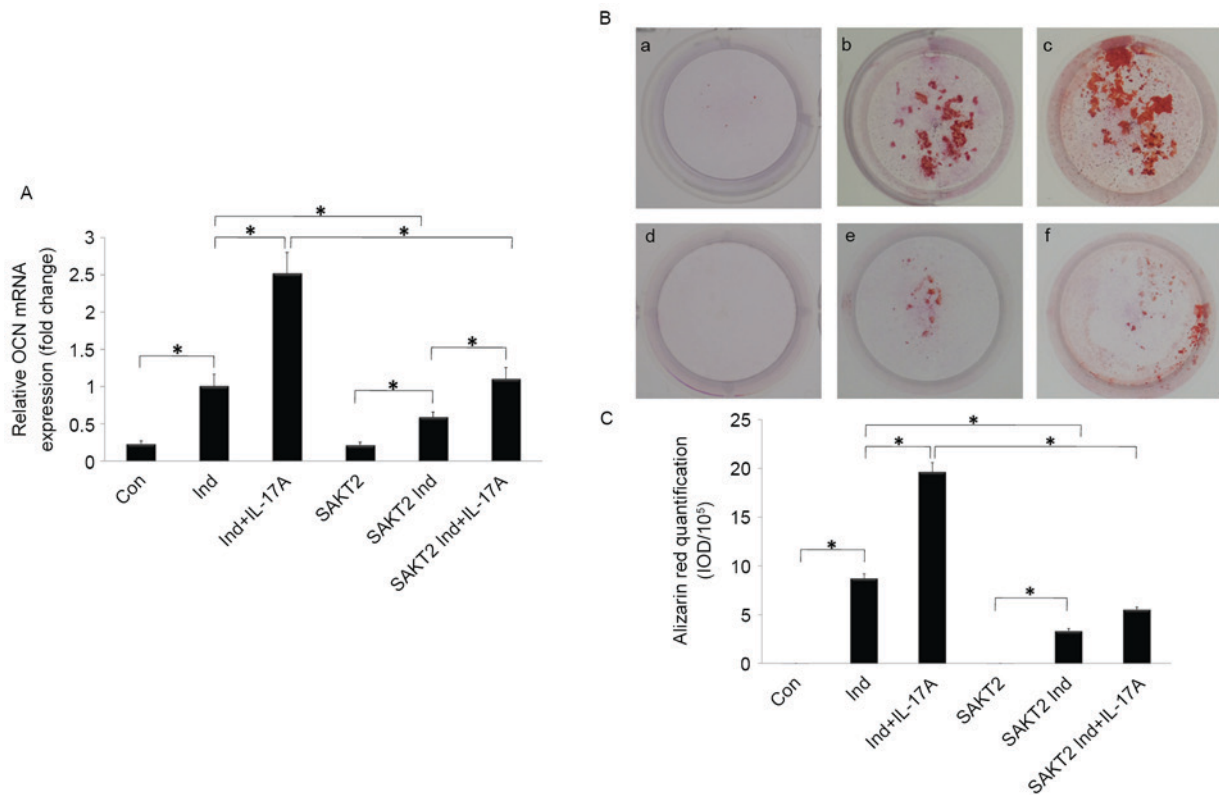 A
Relative OCN mRNA
expression (fold change)
3
2.5
2
1.5
1
0.5
0
*
*
*
*
*
*
Con
Ind
Ind+IL-17A
SAKT2
SAKT2 Ind
SAKT2 Ind+IL-17A
B
a
b
c
d
e
f
C
Alizarin red quantification
(IOD/10⁵)
25
20
15
10
5
0
*
*
*
*
*
Con
Ind
Ind+IL-17A
SAKT2
SAKT2 Ind
SAKT2 Ind+IL-17A